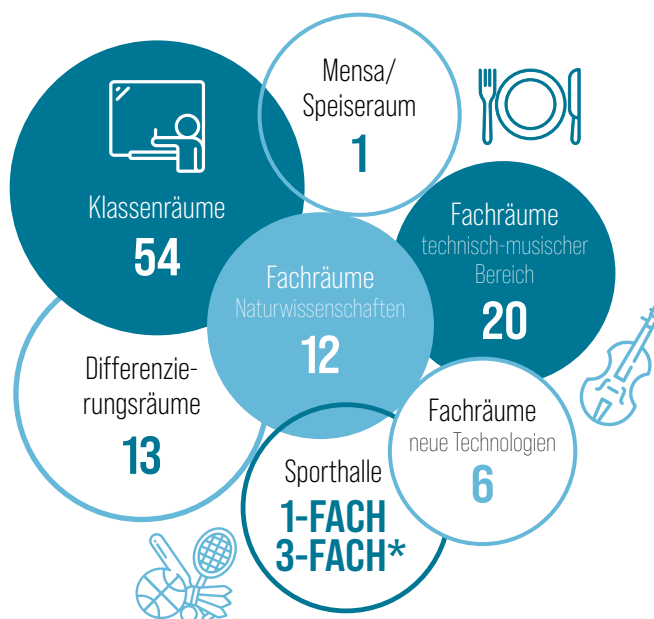 Mensa/
Speiseraum
1
Klassenräume
54
Fachräume
technisch-musischer
Bereich
20
Fachräume
Naturwissenschaften
12
Differenzie-
rungsräume
13
Fachräume
neue Technologien
6
Sporthalle
1-FACH
3-FACH*